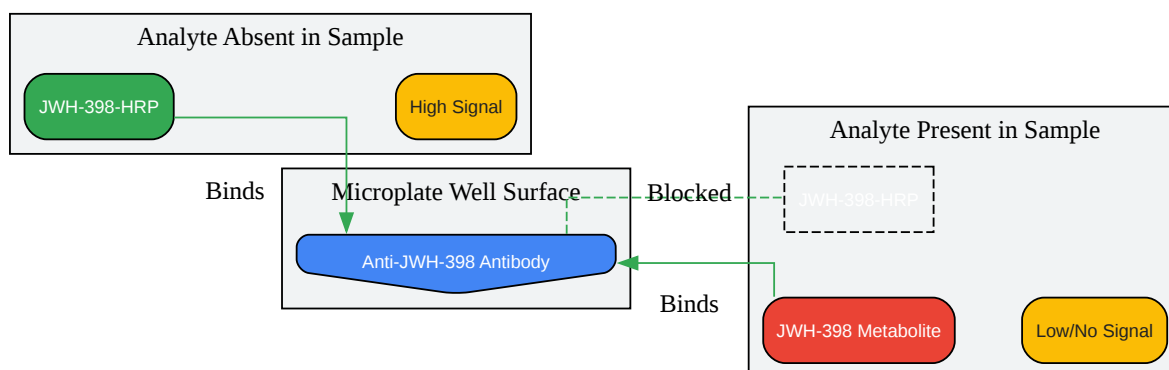 Analyte Absent in Sample
JWH-398-HRP
High Signal
Analyte Present in Sample
Binds
Microplate Well Surface
Blocked
JWH-398-HRP
Anti-JWH-398 Antibody
Binds
JWH-398 Metabolite
Low/No Signal